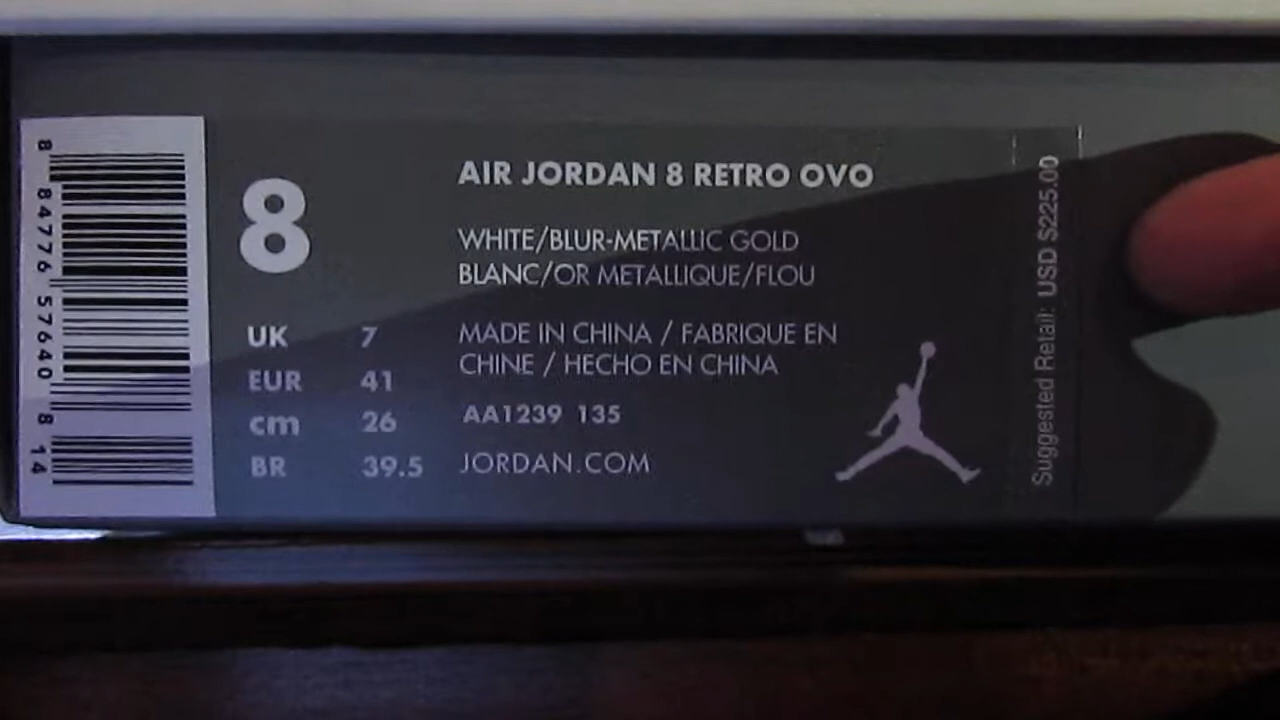 8 84776 57640 8 14
8
UK 7
EUR 41
cm 26
BR 39.5
AIR JORDAN 8 RETRO OVO
WHITE/BLUR-METALLIC GOLD
BLANC/OR METALLIQUE/FLOU
MADE IN CHINA / FABRIQUE EN
CHINE / HECHO EN CHINA
AA1239 135
JORDAN.COM
Suggested Retail: USD $225.00